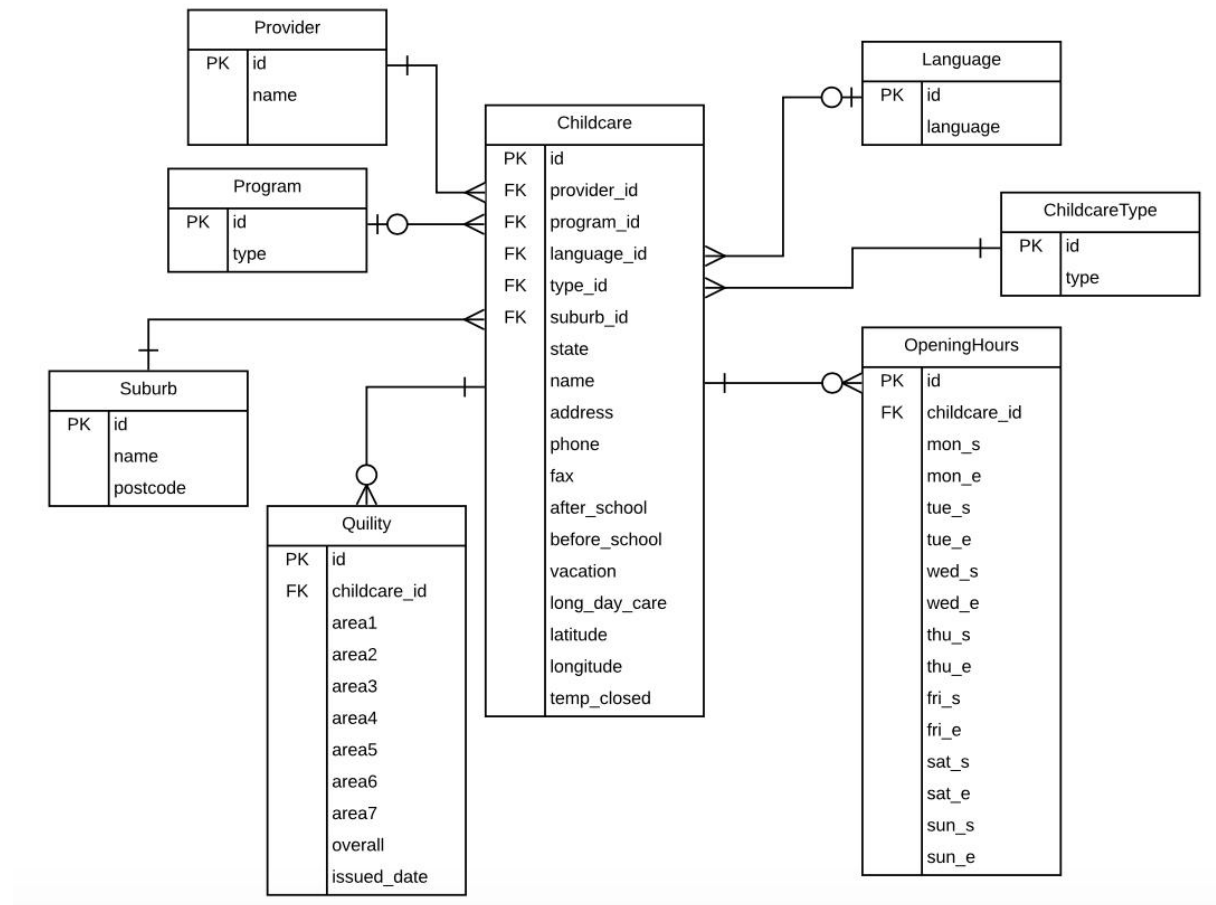 Provider
PK id
name
Program
PK id
type
Suburb
PK id
name
postcode
Quility
PK id
FK childcare_id
area1
area2
area3
area4
area5
area6
area7
overall
issued_date
Childcare
PK id
FK provider_id
FK program_id
FK language_id
FK type_id
FK suburb_id
state
name
address
phone
fax
after_school
before_school
vacation
long_day_care
latitude
longitude
temp_closed
Language
PK id
language
ChildcareType
PK id
type
OpeningHours
PK id
FK childcare_id
mon_s
mon_e
tue_s
tue_e
wed_s
wed_e
thu_s
thu_e
fri_s
fri_e
sat_s
sat_e
sun_s
sun_e